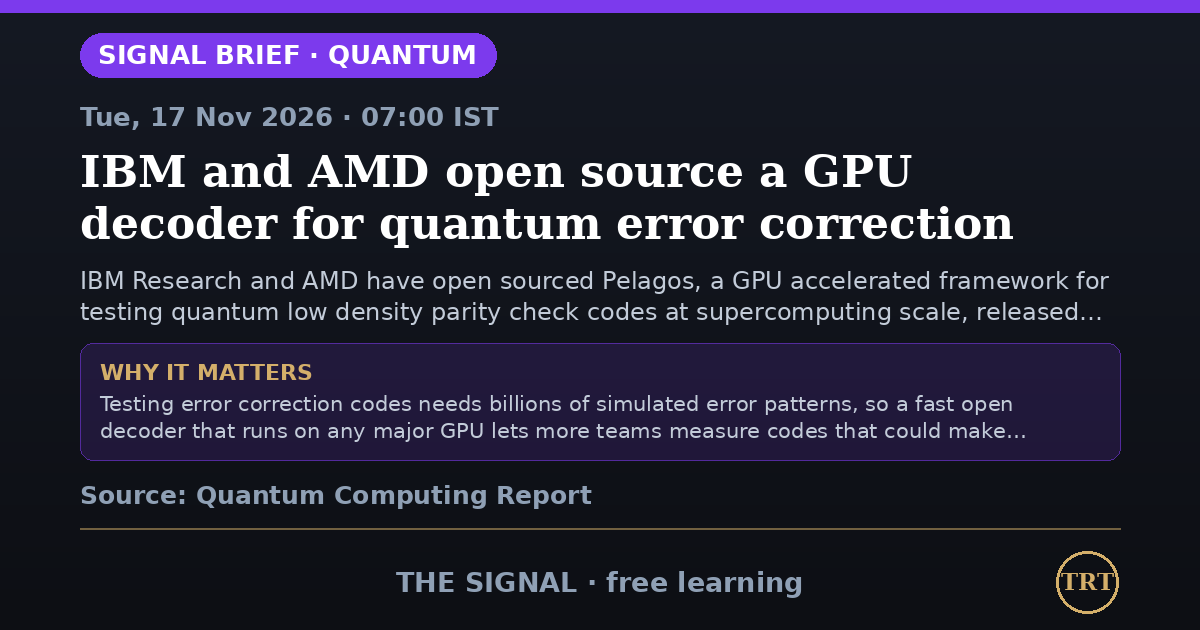 SIGNAL BRIEF · QUANTUM
Tue, 17 Nov 2026 · 07:00 IST
IBM and AMD open source a GPU
decoder for quantum error correction
IBM Research and AMD have open sourced Pelagos, a GPU accelerated framework for
testing quantum low density parity check codes at supercomputing scale, released…
WHY IT MATTERS
Testing error correction codes needs billions of simulated error patterns, so a fast open
decoder that runs on any major GPU lets more teams measure codes that could make…
Source: Quantum Computing Report
THE SIGNAL · free learning
TRT